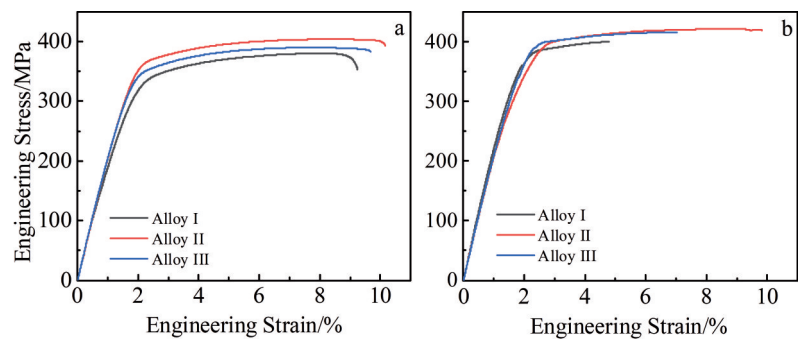 a
Engineering Stress/MPa
400
300
200
100
0
Alloy I
Alloy II
Alloy III
0 2 4 6 8 10
Engineering Strain/%
b
400
300
200
100
0
Alloy I
Alloy II
Alloy III
0 2 4 6 8 10
Engineering Strain/%